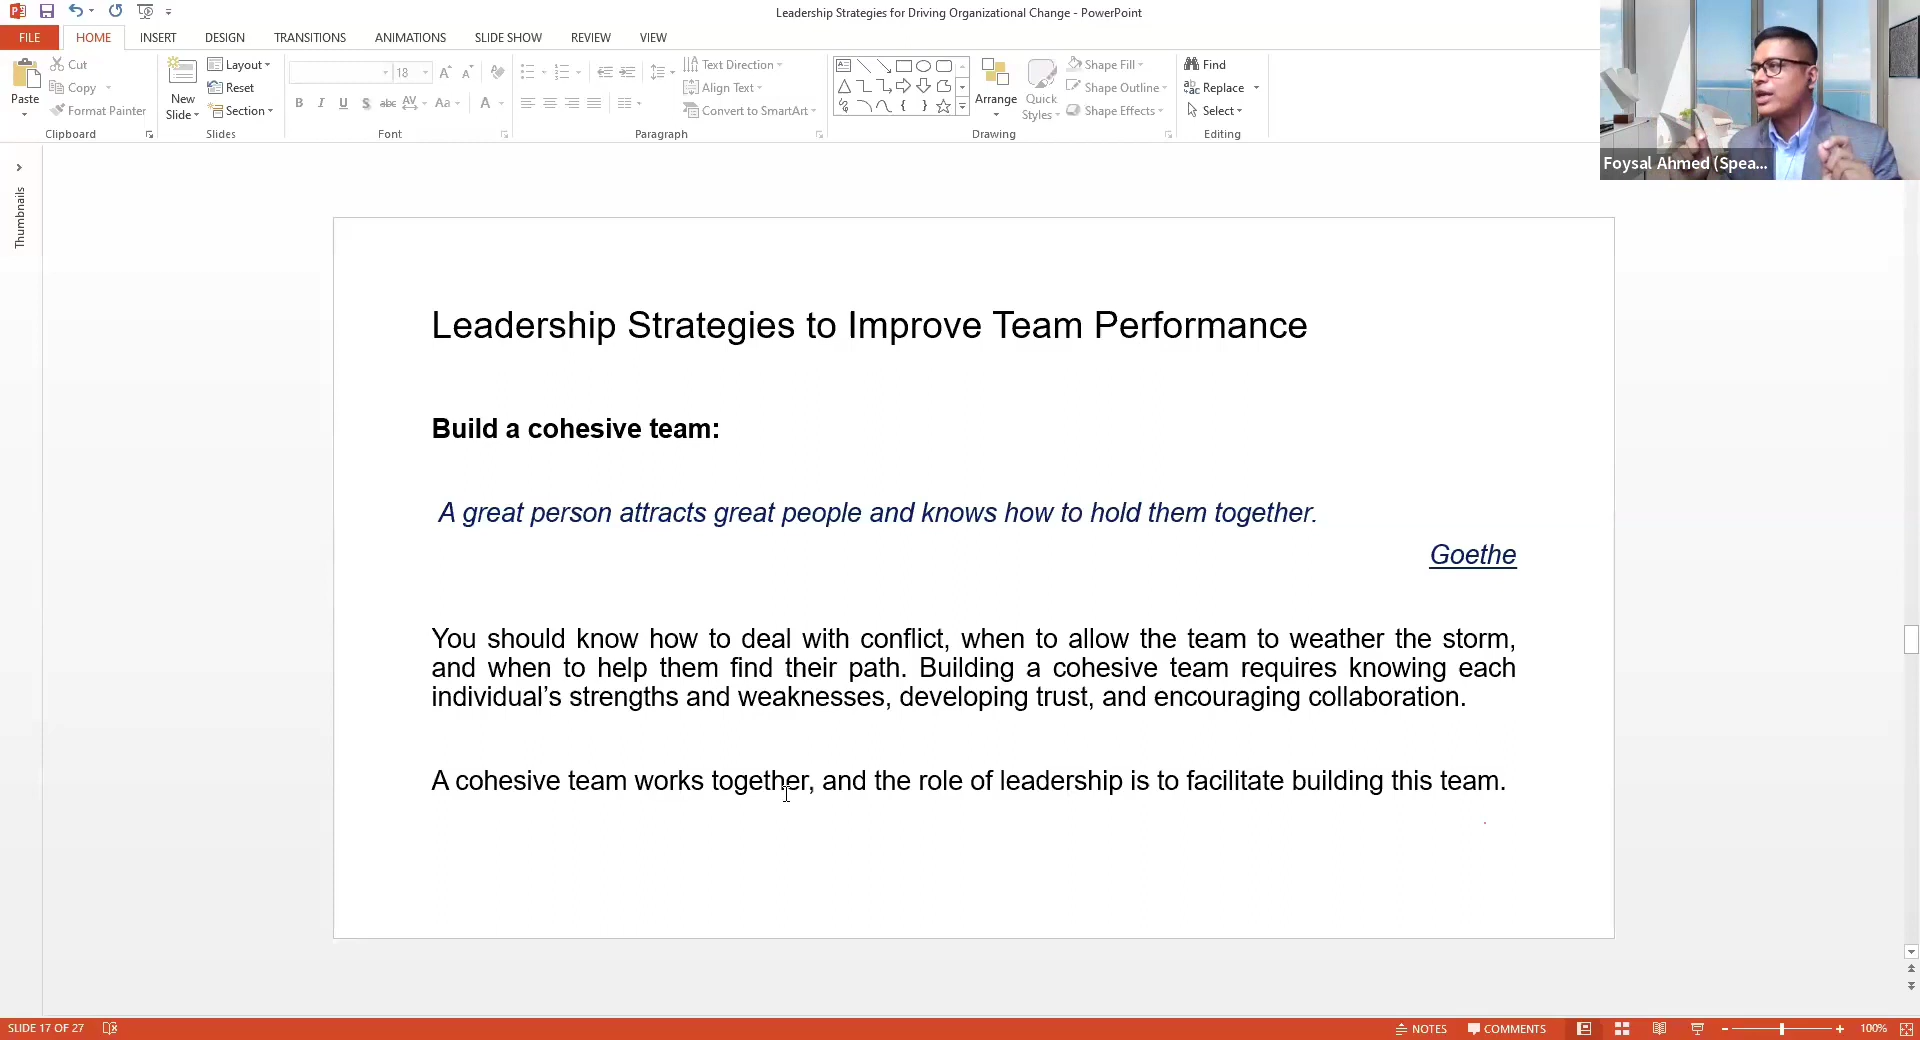 Leadership Strategies for Driving Organizational Change - PowerPoint
FILE HOME INSERT DESIGN TRANSITIONS ANIMATIONS SLIDE SHOW REVIEW VIEW
Paste
Cut
Copy
Format Painter
Clipboard
New
Slide
Layout
Reset
Section
Slides
18
B I U S abc AV Aa A
Font
Text Direction
Align Text
Convert to SmartArt
Paragraph
Arrange
Quick
Styles
Shape Fill
Shape Outline
Shape Effects
Drawing
Find
Replace
Select
Editing
Foysal Ahmed (Spea...
Thumbnails
Leadership Strategies to Improve Team Performance
Build a cohesive team:
A great person attracts great people and knows how to hold them together.
Goethe
You should know how to deal with conflict, when to allow the team to weather the storm,
and when to help them find their path. Building a cohesive team requires knowing each
individual’s strengths and weaknesses, developing trust, and encouraging collaboration.
A cohesive team works together, and the role of leadership is to facilitate building this team.
SLIDE 17 OF 27
NOTES COMMENTS 100%